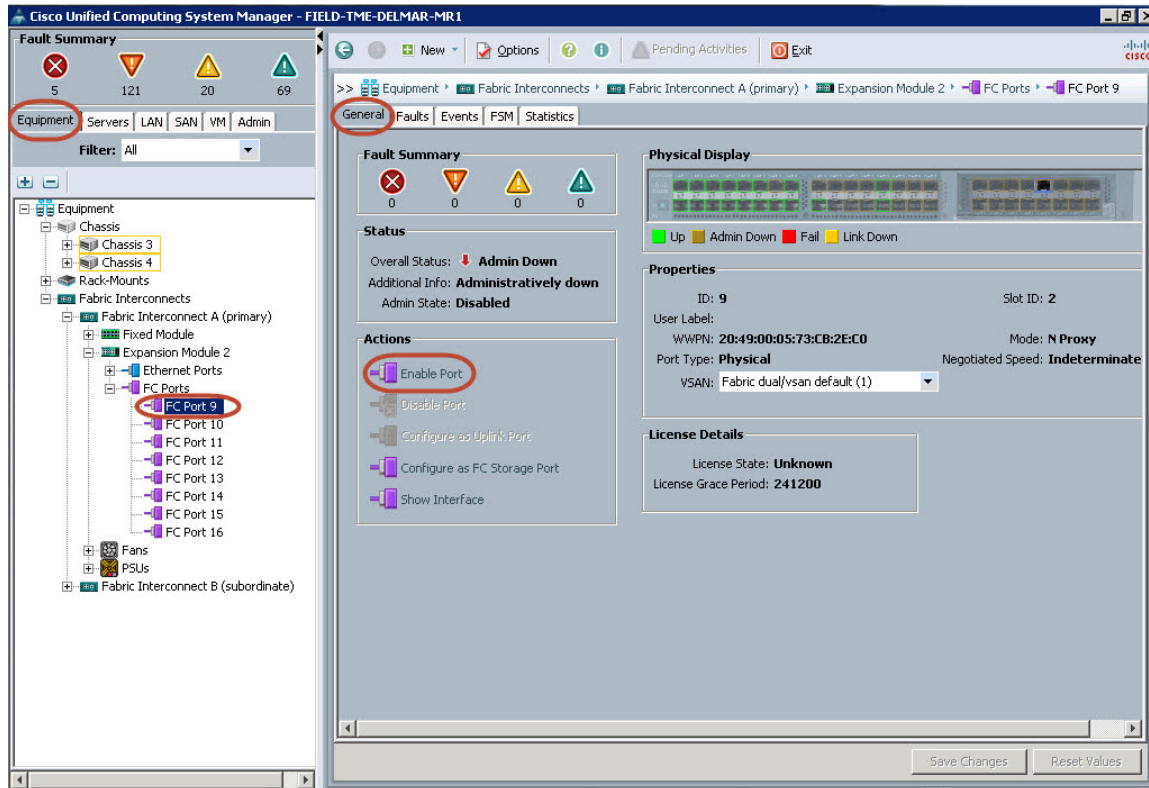 Cisco Unified Computing System Manager - FIELD-TME-DELMAR-MR1
Fault Summary
5 121 20 69
Equipment Servers LAN SAN VM Admin
Filter: All
Equipment
Chassis
Chassis 3
Chassis 4
Rack-Mounts
Fabric Interconnects
Fabric Interconnect A (primary)
Fixed Module
Expansion Module 2
Ethernet Ports
FC Ports
FC Port 9
FC Port 10
FC Port 11
FC Port 12
FC Port 13
FC Port 14
FC Port 15
FC Port 16
Fans
PSUs
Fabric Interconnect B (subordinate)
New Options Pending Activities Exit
cisco
>> Equipment Fabric Interconnects Fabric Interconnect A (primary) Expansion Module 2 FC Ports FC Port 9
General Faults Events FSM Statistics
Fault Summary
0 0 0 0
Status
Overall Status: Admin Down
Additional Info: Administratively down
Admin State: Disabled
Actions
Enable Port
Disable Port
Configure as Uplink Port
Configure as FC Storage Port
Show Interface
Physical Display
Up Admin Down Fail Link Down
Properties
ID: 9 Slot ID: 2
User Label:
WWPN: 20:49:00:05:73:CB:2E:C0 Mode: N Proxy
Port Type: Physical Negotiated Speed: Indeterminate
VSAN: Fabric dual/vsan default (1)
License Details
License State: Unknown
License Grace Period: 241200
Save Changes Reset Values